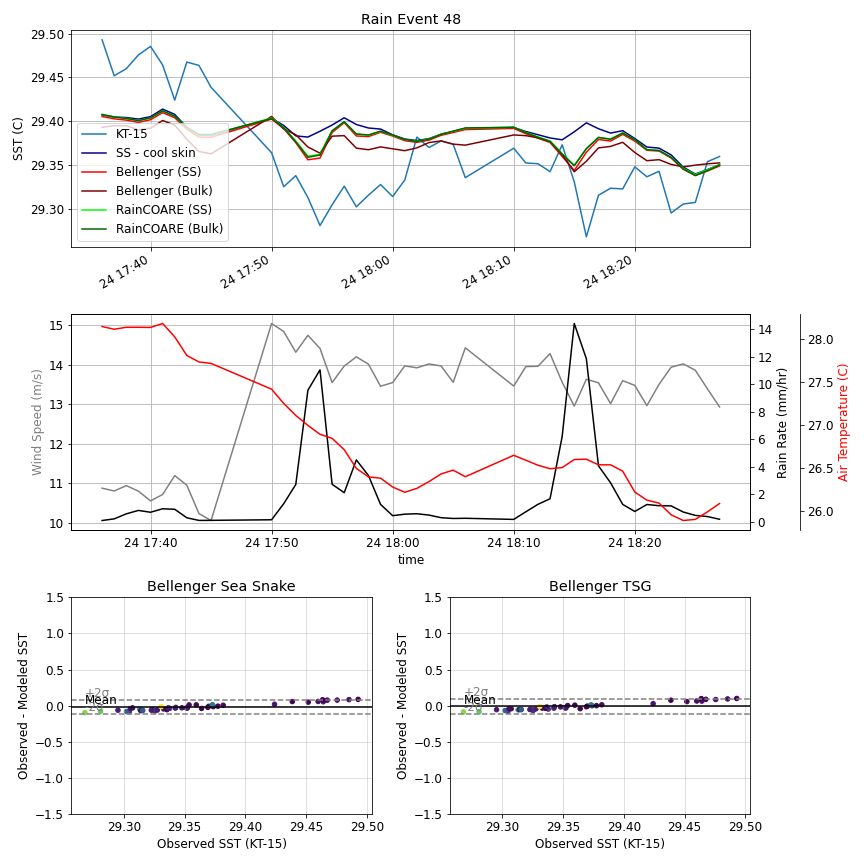 Rain Event 48
29.50
29.45
29.40
29.35
29.30
SST (C)
KT-15
SS - cool skin
Bellenger (SS)
Bellenger (Bulk)
RainCOARE (SS)
RainCOARE (Bulk)
24 17:40
24 17:50
24 18:00
24 18:10
24 18:20
15
14
13
12
11
10
Wind Speed (m/s)
14
12
10
8
6
4
2
0
Rain Rate (mm/hr)
28.0
27.5
27.0
26.5
26.0
Air Temperature (C)
24 17:40
24 17:50
24 18:00
24 18:10
24 18:20
time
Bellenger Sea Snake
1.5
1.0
0.5
0.0
−0.5
−1.0
−1.5
Observed - Modeled SST
+2σ
Mean
-2σ
29.30
29.35
29.40
29.45
29.50
Observed SST (KT-15)
Bellenger TSG
1.5
1.0
0.5
0.0
−0.5
−1.0
−1.5
Observed - Modeled SST
+2σ
Mean
-2σ
29.30
29.35
29.40
29.45
29.50
Observed SST (KT-15)